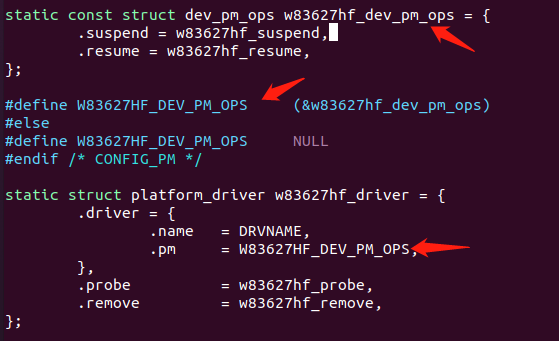 static const struct dev_pm_ops w83627hf_dev_pm_ops = {
        .suspend = w83627hf_suspend,
        .resume = w83627hf_resume,
};

#define W83627HF_DEV_PM_OPS     (&w83627hf_dev_pm_ops)
#else
#define W83627HF_DEV_PM_OPS     NULL
#endif /* CONFIG_PM */

static struct platform_driver w83627hf_driver = {
        .driver = {
                .name   = DRVNAME,
                .pm     = W83627HF_DEV_PM_OPS,
        },
        .probe          = w83627hf_probe,
        .remove         = w83627hf_remove,
};